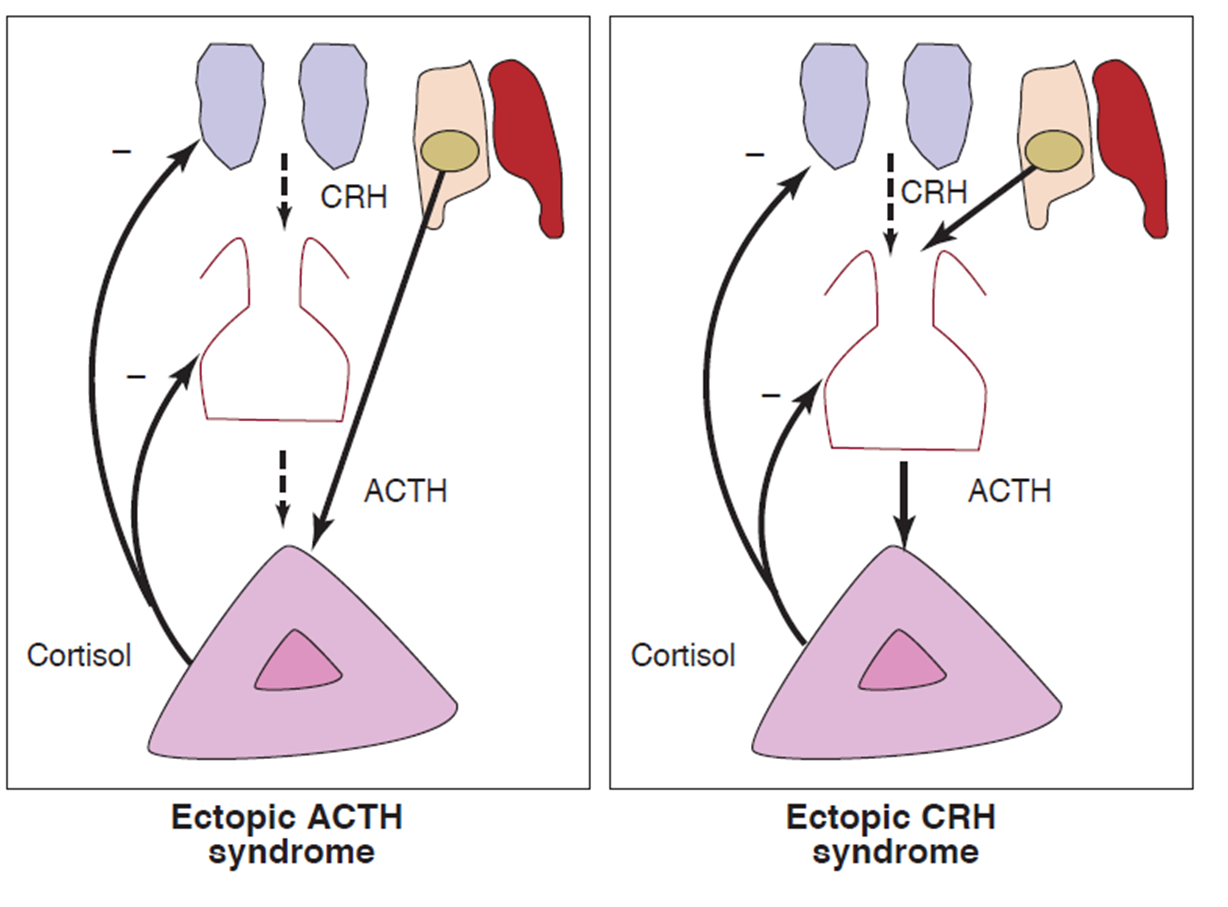 –
CRH
–
ACTH
Cortisol
Ectopic ACTH
syndrome
–
CRH
–
ACTH
Cortisol
Ectopic CRH
syndrome